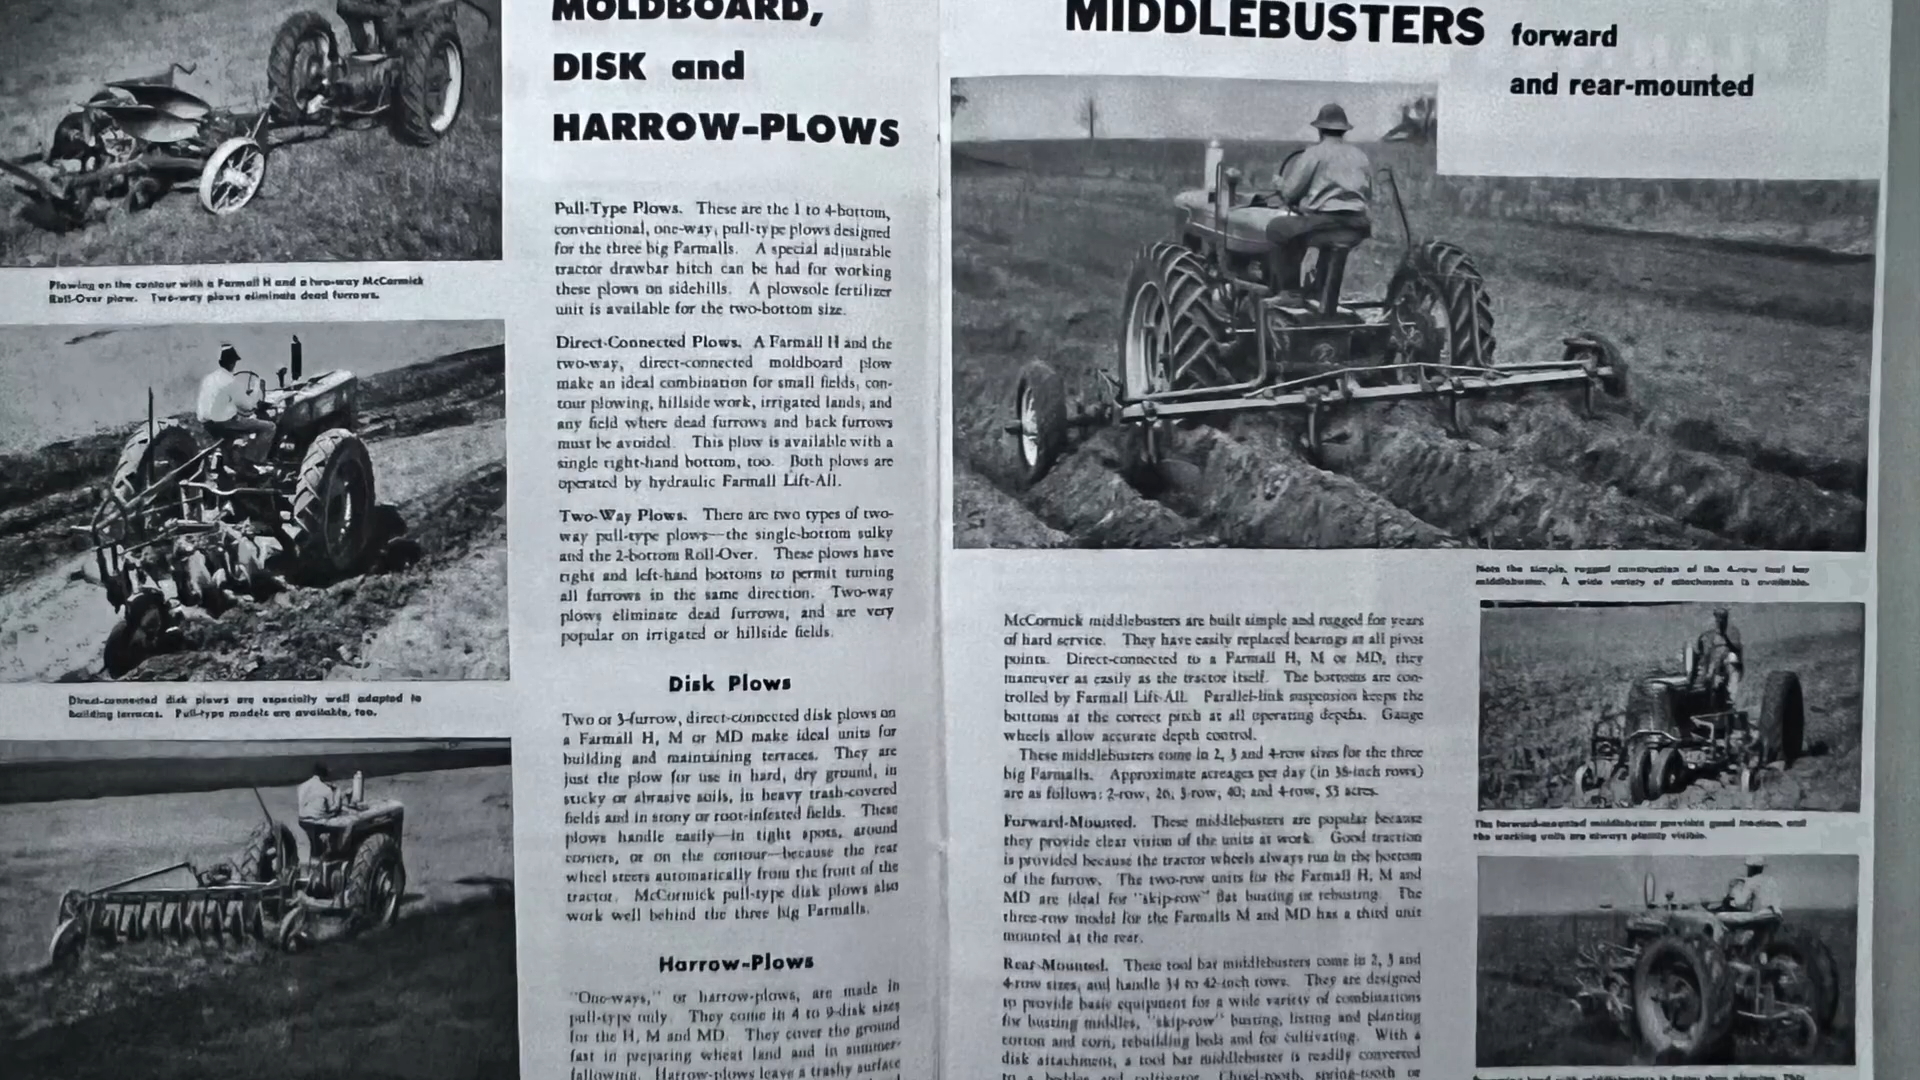 MOLDBOARD,
DISK and
HARROW-PLOWS
Plowing on the contour with a Farmall H and a two-way McCormick
Roll-Over plow. Two-way plows eliminate dead furrows.
Direct-connected disk plows are especially well adapted to
building terraces. Pull-type models are available, too.
Pull-Type Plows. These are the 1 to 4-bottom,
conventional, one-way, pull-type plows designed
for the three big Farmalls. A special adjustable
tractor drawbar hitch can be had for working
these plows on sidehills. A plowsole fertilizer
unit is available for the two-bottom size.
Direct-Connected Plows. A Farmall H and the
two-way, direct-connected moldboard plow
make an ideal combination for small fields, con-
tour plowing, hillside work, irrigated lands, and
any field where dead furrows and back furrows
must be avoided. This plow is available with a
single right-hand bottom, too. Both plows are
operated by hydraulic Farmall Lift-All.
Two-Way Plows. There are two types of two-
way pull-type plows—the single-bottom sulky
and the 2-bottom Roll-Over. These plows have
right and left-hand bottoms to permit turning
all furrows in the same direction. Two-way
plows eliminate dead furrows, and are very
popular on irrigated or hillside fields.
Disk Plows
Two or 3-furrow, direct-connected disk plows on
a Farmall H, M or MD make ideal units for
building and maintaining terraces. They are
just the plow for use in hard, dry ground, in
sticky or abrasive soils, in heavy trash-covered
fields and in stony or root-infested fields. These
plows handle easily—in tight spots, around
corners, or on the contour—because the rear
wheel steers automatically from the front of the
tractor. McCormick pull-type disk plows also
work well behind the three big Farmalls.
Harrow-Plows
"One-ways," or harrow-plows, are made in
pull-type only. They come in 4 to 9-disk sizes
for the H, M and MD. They cover the ground
fast in preparing wheat land and in summer-
fallowing. Harrow-plows leave a trashy surface
MIDDLEBUSTERS forward
and rear-mounted
Note the simple, rugged construction of the 4-row tool bar
middlebuster. A wide variety of attachments is available.
McCormick middlebusters are built simple and rugged for years
of hard service. They have easily replaced bearings at all pivot
points. Direct-connected to a Farmall H, M or MD, they
maneuver as easily as the tractor itself. The bottoms are con-
trolled by Farmall Lift-All. Parallel-link suspension keeps the
bottoms at the correct pitch at all operating depths. Gauge
wheels allow accurate depth control.
These middlebusters come in 2, 3 and 4-row sizes for the three
big Farmalls. Approximate acreages per day (in 38-inch rows)
are as follows: 2-row, 26; 3-row, 40; and 4-row, 53 acres.
Forward-Mounted. These middlebusters are popular because
they provide clear vision of the units at work. Good traction
is provided because the tractor wheels always run in the bottom
of the furrow. The two-row units for the Farmall H, M and
MD are ideal for "skip-row" flat busting or rebusting. The
three-row model for the Farmalls M and MD has a third unit
mounted at the rear.
Rear-Mounted. These tool bar middlebusters come in 2, 3 and
4-row sizes, and handle 34 to 42-inch rows. They are designed
to provide basic equipment for a wide variety of combinations
for busting middles, "skip-row" busting, listing and planting
cotton and corn, rebuilding beds and for cultivating. With a
disk attachment, a tool bar middlebuster is readily converted
to a bedder and cultivator. Chisel-tooth, spring-tooth or
The forward-mounted middlebuster provides good traction, and
the working units are always plainly visible.